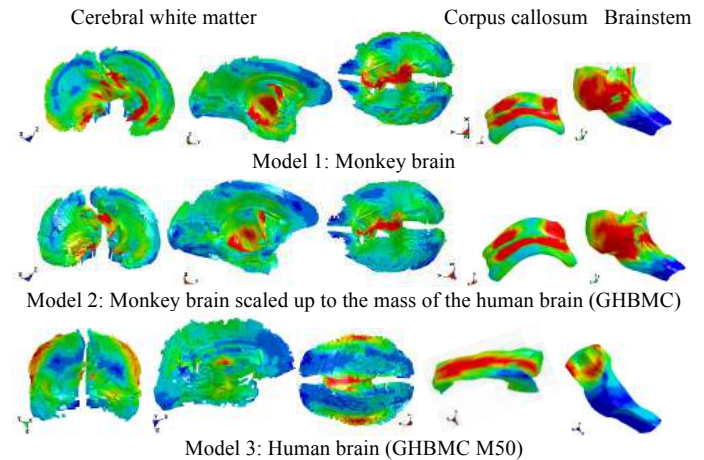 Cerebral white matter Corpus callosum Brainstem
Model 1: Monkey brain
Model 2: Monkey brain scaled up to the mass of the human brain (GHBMC)
Model 3: Human brain (GHBMC M50)